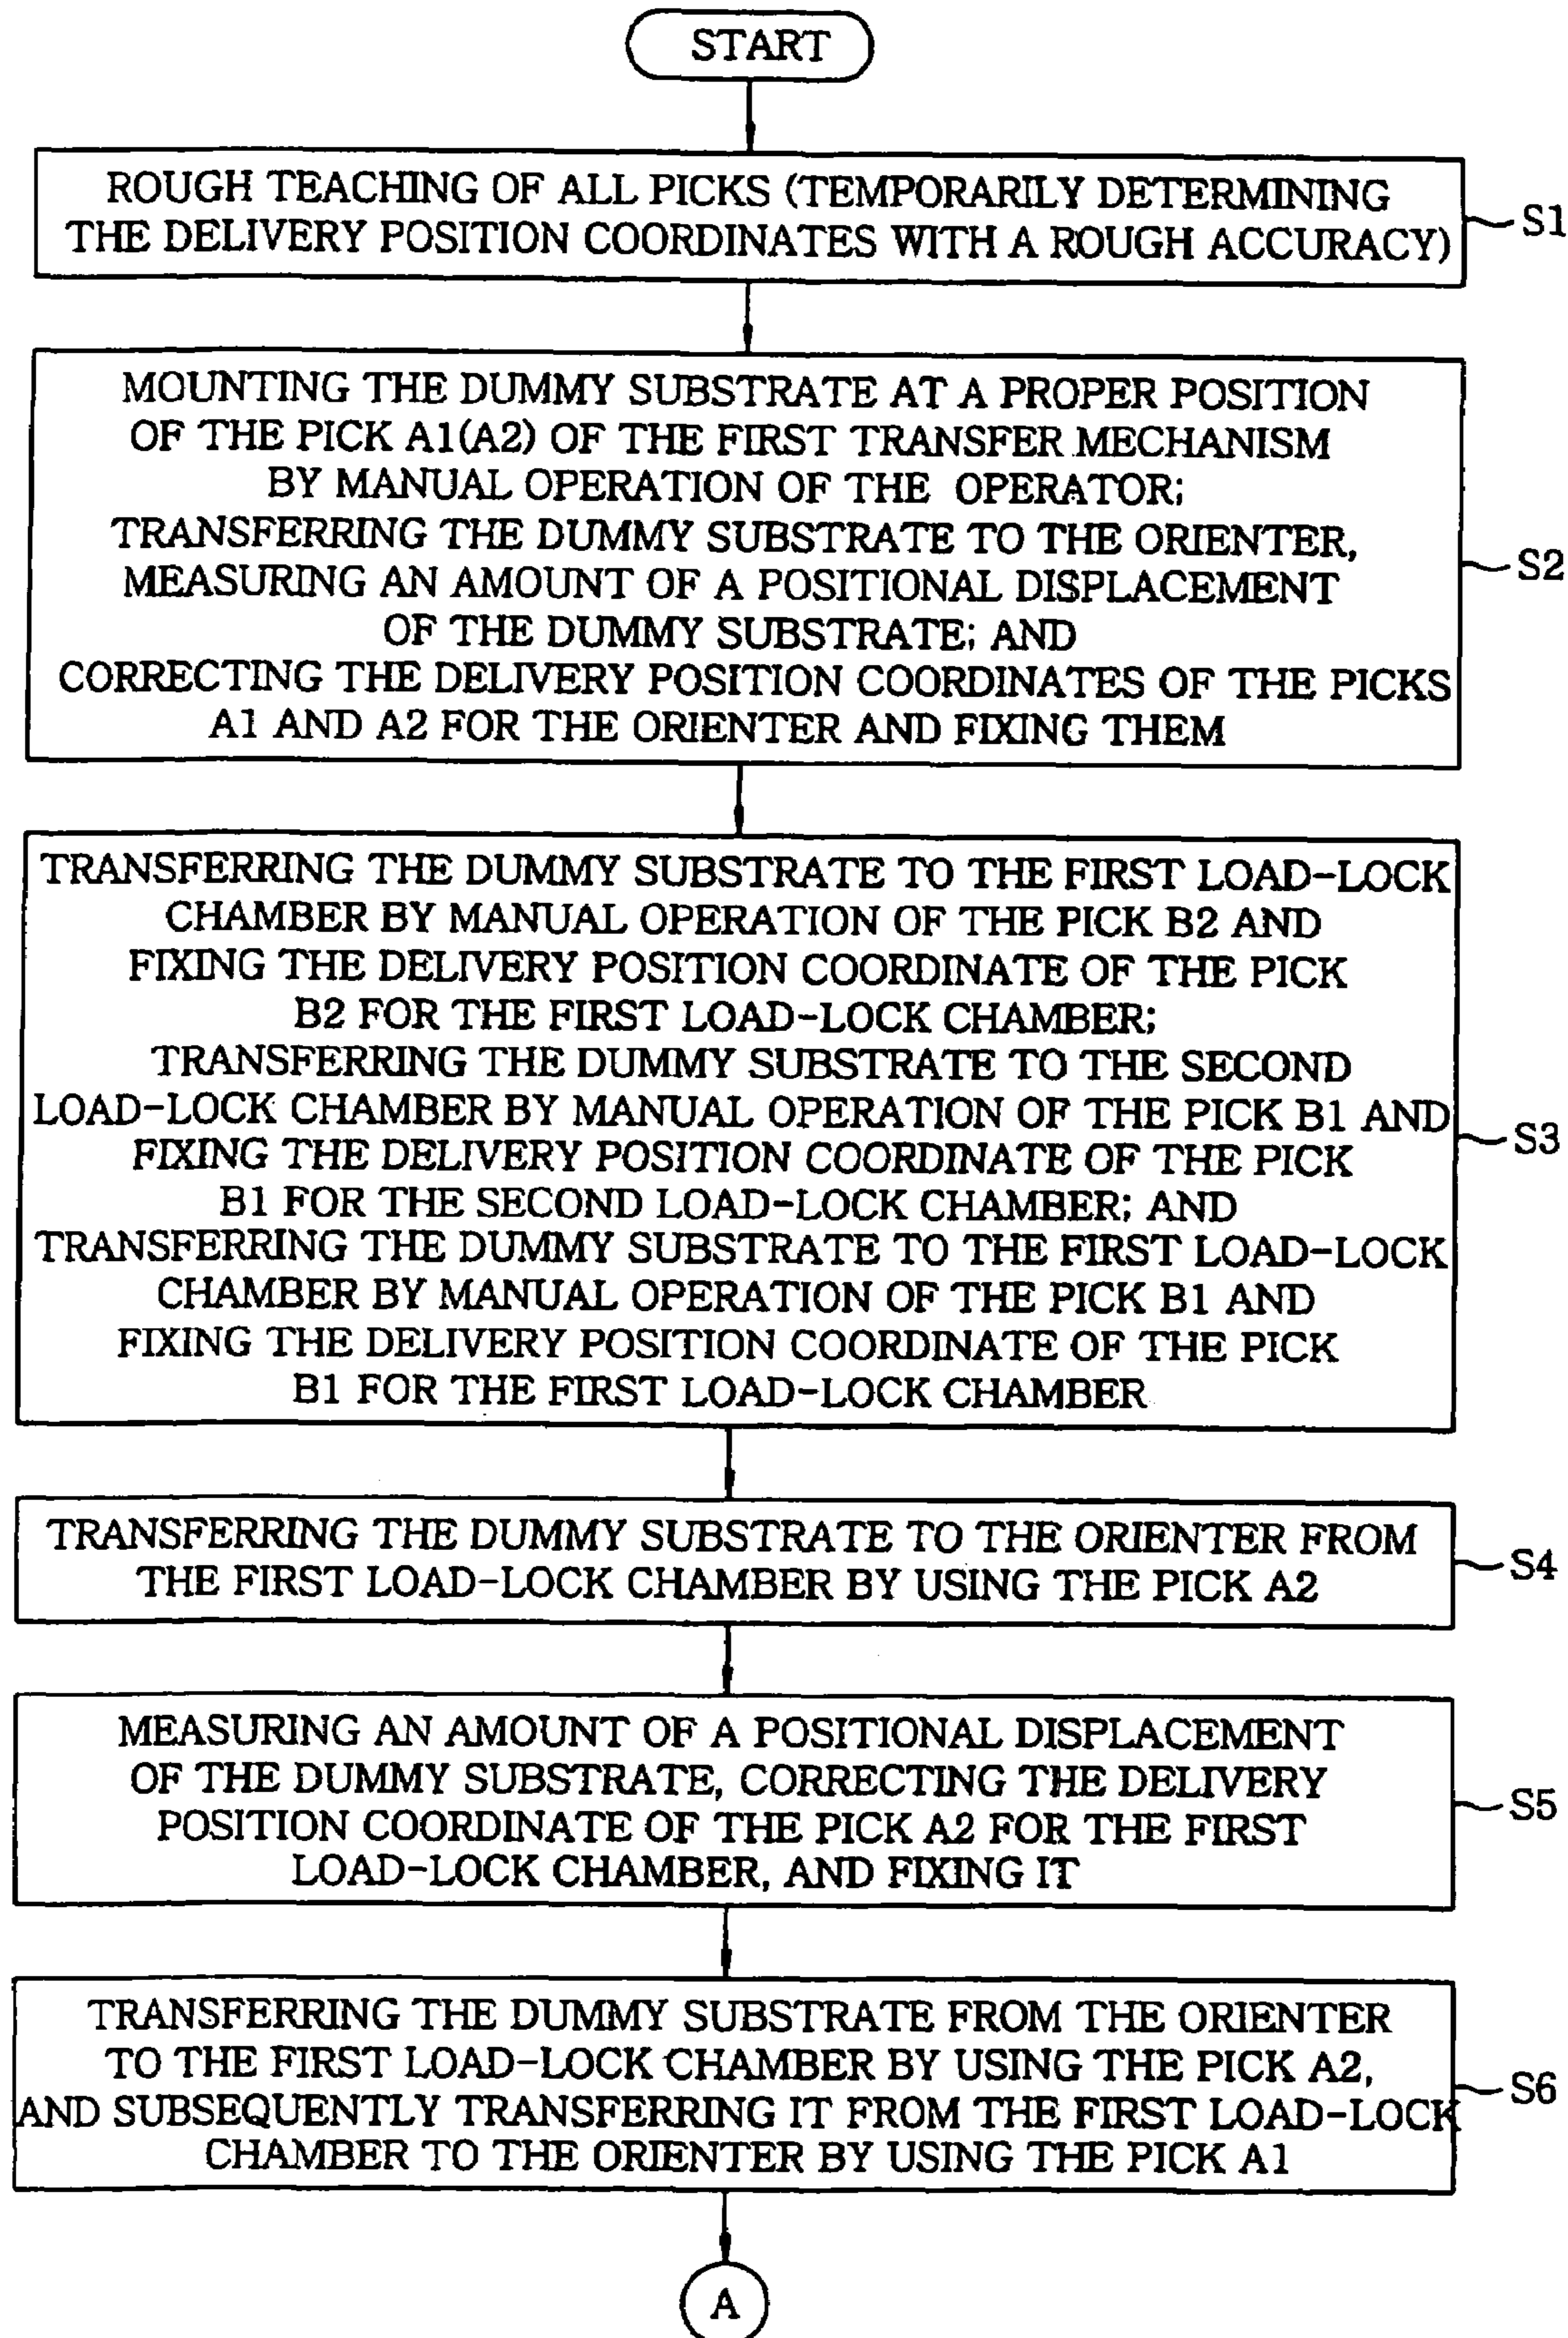 START
ROUGH TEACHING OF ALL PICKS (TEMPORARILY DETERMINING
THE DELIVERY POSITION COORDINATES WITH A ROUGH ACCURACY)
S1
MOUNTING THE DUMMY SUBSTRATE AT A PROPER POSITION
OF THE PICK A1(A2) OF THE FIRST TRANSFER MECHANISM
BY MANUAL OPERATION OF THE OPERATOR;
TRANSFERRING THE DUMMY SUBSTRATE TO THE ORIENTER,
MEASURING AN AMOUNT OF A POSITIONAL DISPLACEMENT
OF THE DUMMY SUBSTRATE; AND
CORRECTING THE DELIVERY POSITION COORDINATES OF THE PICKS
A1 AND A2 FOR THE ORIENTER AND FIXING THEM
S2
TRANSFERRING THE DUMMY SUBSTRATE TO THE FIRST LOAD-LOCK
CHAMBER BY MANUAL OPERATION OF THE PICK B2 AND
FIXING THE DELIVERY POSITION COORDINATE OF THE PICK
B2 FOR THE FIRST LOAD-LOCK CHAMBER;
TRANSFERRING THE DUMMY SUBSTRATE TO THE SECOND
LOAD-LOCK CHAMBER BY MANUAL OPERATION OF THE PICK B1 AND
FIXING THE DELIVERY POSITION COORDINATE OF THE PICK
B1 FOR THE SECOND LOAD-LOCK CHAMBER; AND
TRANSFERRING THE DUMMY SUBSTRATE TO THE FIRST LOAD-LOCK
CHAMBER BY MANUAL OPERATION OF THE PICK B1 AND
FIXING THE DELIVERY POSITION COORDINATE OF THE PICK
B1 FOR THE FIRST LOAD-LOCK CHAMBER
S3
TRANSFERRING THE DUMMY SUBSTRATE TO THE ORIENTER FROM
THE FIRST LOAD-LOCK CHAMBER BY USING THE PICK A2
S4
MEASURING AN AMOUNT OF A POSITIONAL DISPLACEMENT
OF THE DUMMY SUBSTRATE, CORRECTING THE DELIVERY
POSITION COORDINATE OF THE PICK A2 FOR THE FIRST
LOAD-LOCK CHAMBER, AND FIXING IT
S5
TRANSFERRING THE DUMMY SUBSTRATE FROM THE ORIENTER
TO THE FIRST LOAD-LOCK CHAMBER BY USING THE PICK A2,
AND SUBSEQUENTLY TRANSFERRING IT FROM THE FIRST LOAD-LOCK
CHAMBER TO THE ORIENTER BY USING THE PICK A1
S6
A